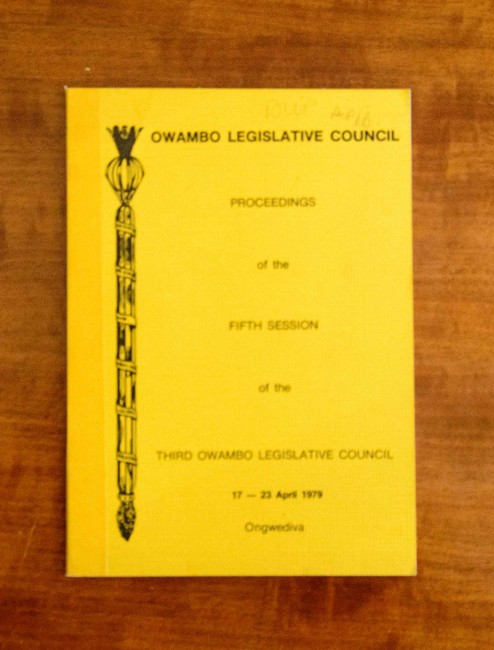 OWAMBO LEGISLATIVE COUNCIL
PROCEEDINGS
of the
FIFTH SESSION
of the
THIRD OWAMBO LEGISLATIVE COUNCIL
17 — 23 April 1979
Ongwediva